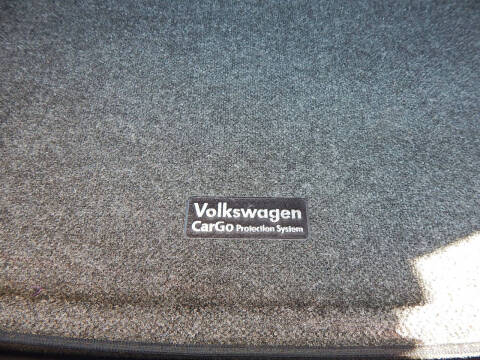 Volkswagen
CarGo Protection System